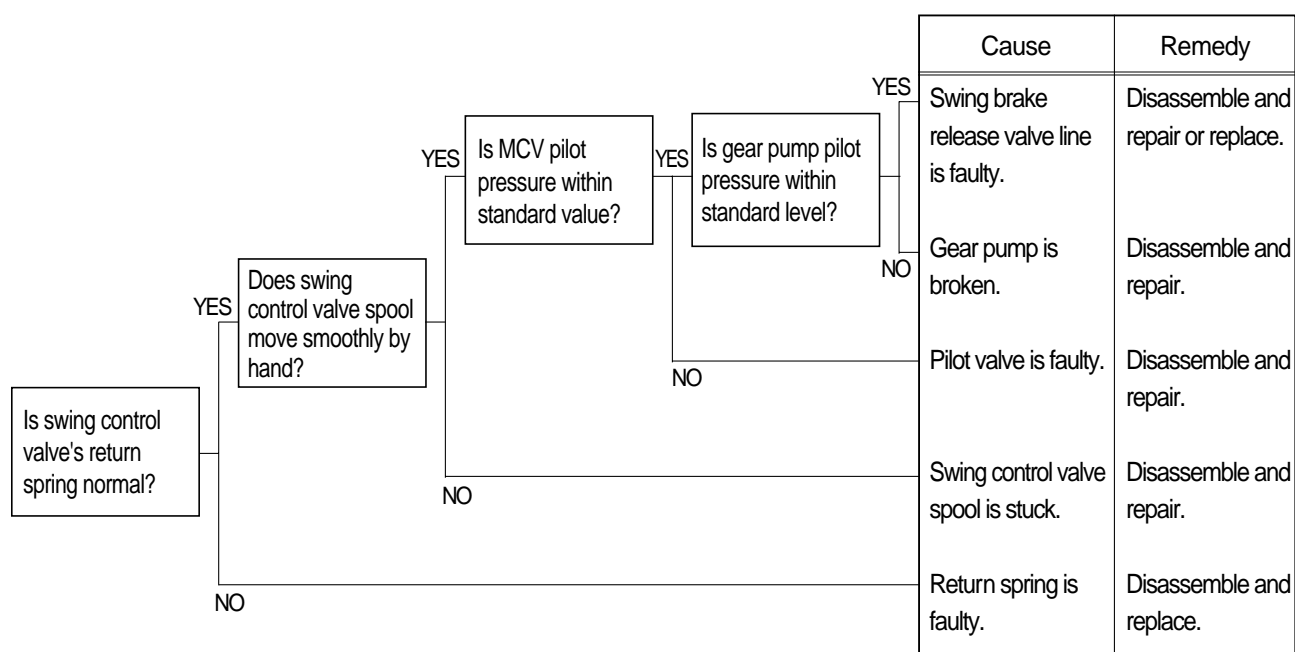 Cause
Remedy
YES
Swing brake
release valve line
is faulty.
Disassemble and
repair or replace.
YES
Is MCV pilot
pressure within
standard value?
YES
Is gear pump pilot
pressure within
standard level?
NO
Gear pump is
broken.
Disassemble and
repair.
YES
Does swing
control valve spool
move smoothly by
hand?
NO
Pilot valve is faulty.
Disassemble and
repair.
Is swing control
valve's return
spring normal?
NO
Swing control valve
spool is stuck.
Disassemble and
repair.
NO
Return spring is
faulty.
Disassemble and
replace.